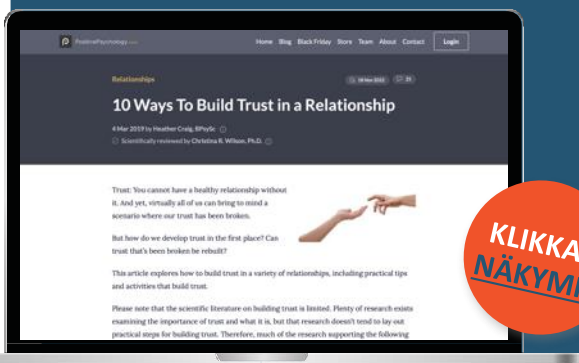 PositivePsychology.com
Home Blog Black Friday Store Team About Contact Login
Relationships
18 Nov 2022 25
10 Ways To Build Trust in a Relationship
4 Mar 2019 by Heather Craig, BPsySc
Scientifically reviewed by Christina R. Wilson, Ph.D.
Trust: You cannot have a healthy relationship without
it. And yet, virtually all of us can bring to mind a
scenario where our trust has been broken.
But how do we develop trust in the first place? Can
trust that's been broken be rebuilt?
This article explores how to build trust in a variety of relationships, including practical tips
and activities that build trust.
Please note that the scientific literature on building trust is limited. Plenty of research exists
examining the importance of trust and what it is, but that research doesn't tend to lay out
practical steps for building trust. Therefore, much of the research supporting the following
KLIKKA
NÄKYM